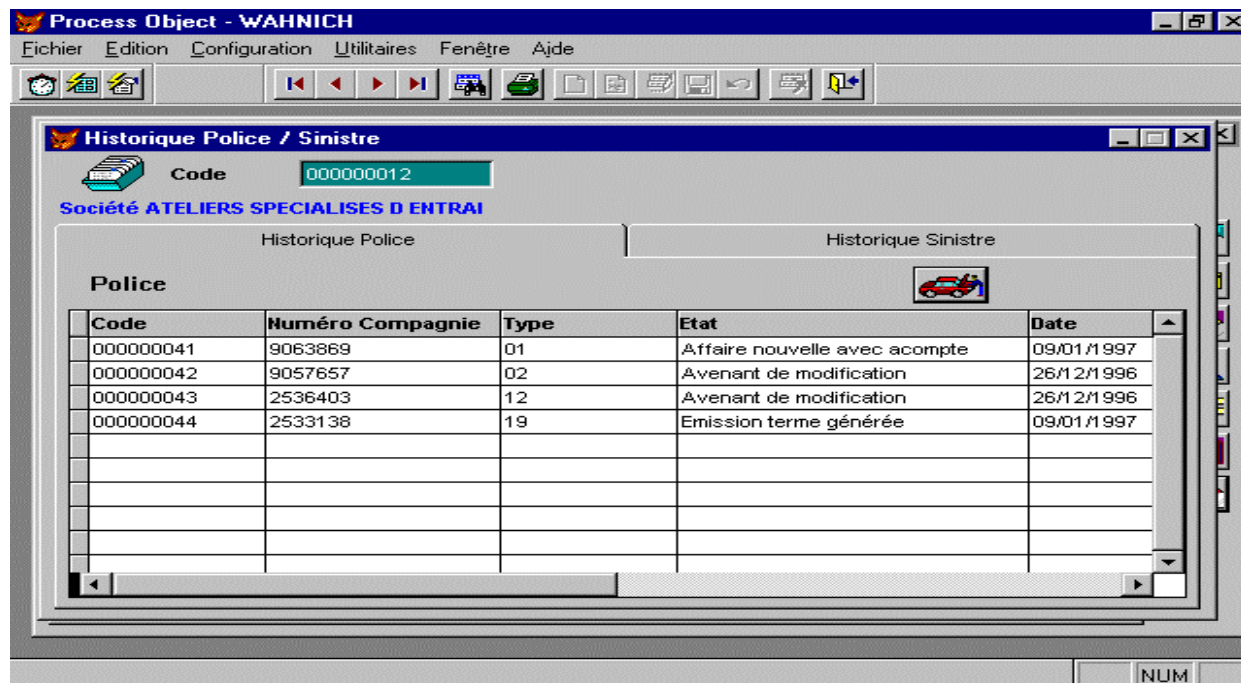 Process Object - WAHNICH
Fichier Edition Configuration Utilitaires Fenêtre Aide
Historique Police / Sinistre
Code 000000012
Société ATELIERS SPECIALISES D ENTRAI
Historique Police Historique Sinistre
Police
Code Numéro Compagnie Type Etat Date
000000041 9063869 01 Affaire nouvelle avec acompte 09/01/1997
000000042 9057657 02 Avenant de modification 26/12/1996
000000043 2536403 12 Avenant de modification 26/12/1996
000000044 2533138 19 Emission terme générée 09/01/1997
NUM